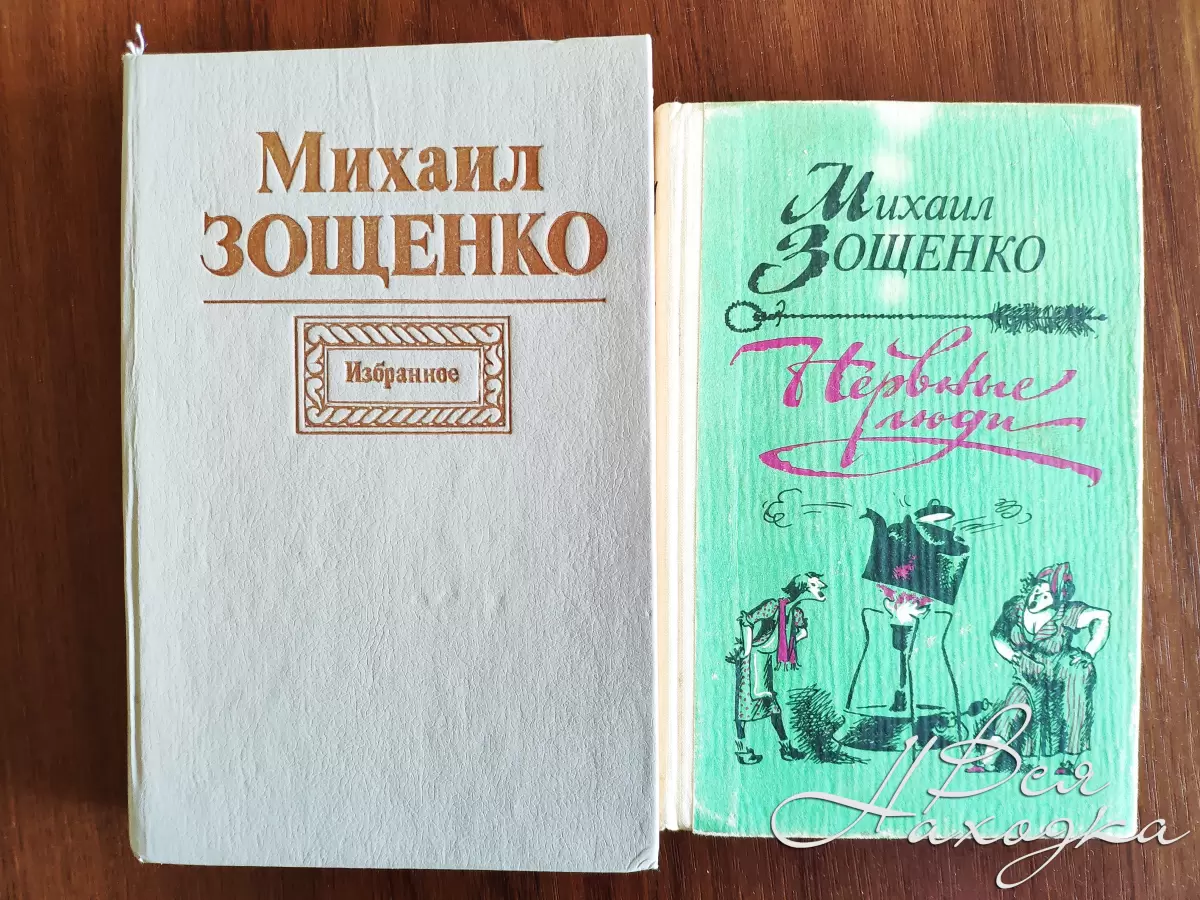 Михаил
ЗОЩЕНКО
Избранное
Михаил
ЗОЩЕНКО
Нервные
люди
Вся
Находка